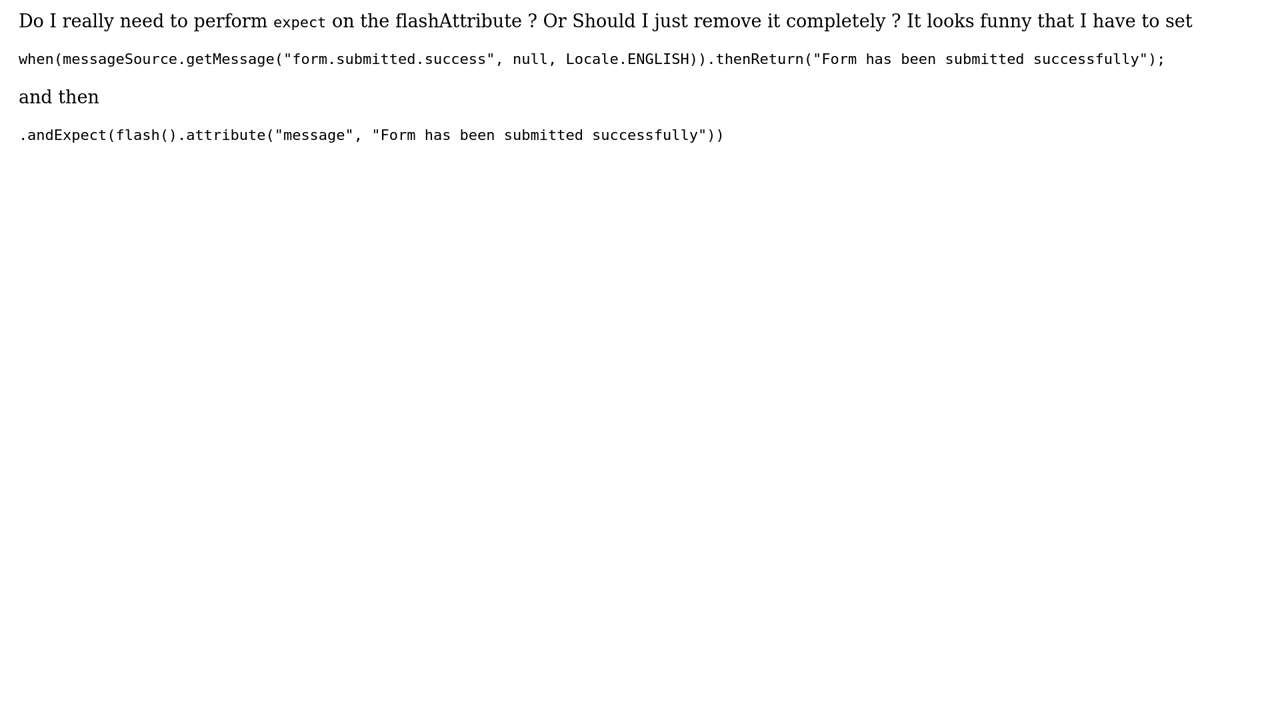 Do I really need to perform expect on the flashAttribute ? Or Should I just remove it completely ? It looks funny that I have to set
when(messageSource.getMessage("form.submitted.success", null, Locale.ENGLISH)).thenReturn("Form has been submitted successfully");
and then
.andExpect(flash().attribute("message", "Form has been submitted successfully"))